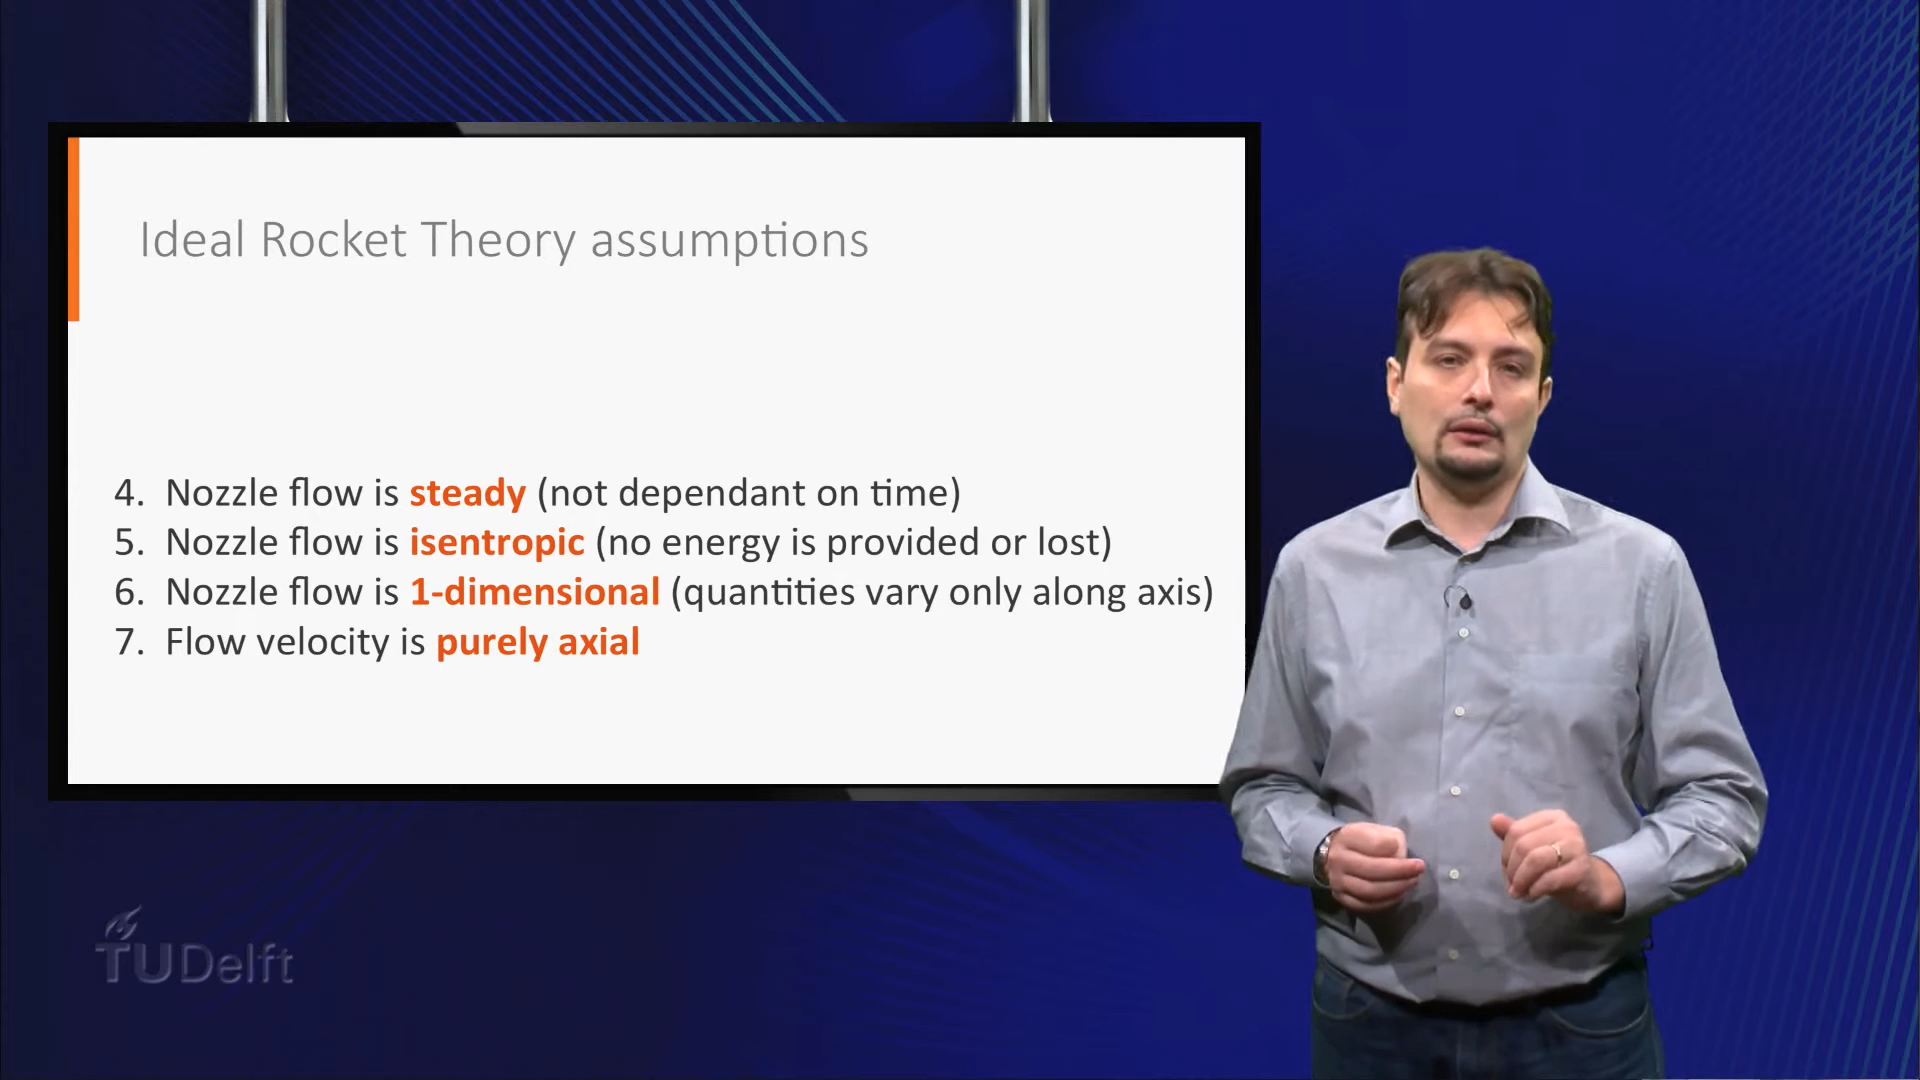 Ideal Rocket Theory assumptions
4. Nozzle flow is steady (not dependant on time)
5. Nozzle flow is isentropic (no energy is provided or lost)
6. Nozzle flow is 1-dimensional (quantities vary only along axis)
7. Flow velocity is purely axial
TUDelft